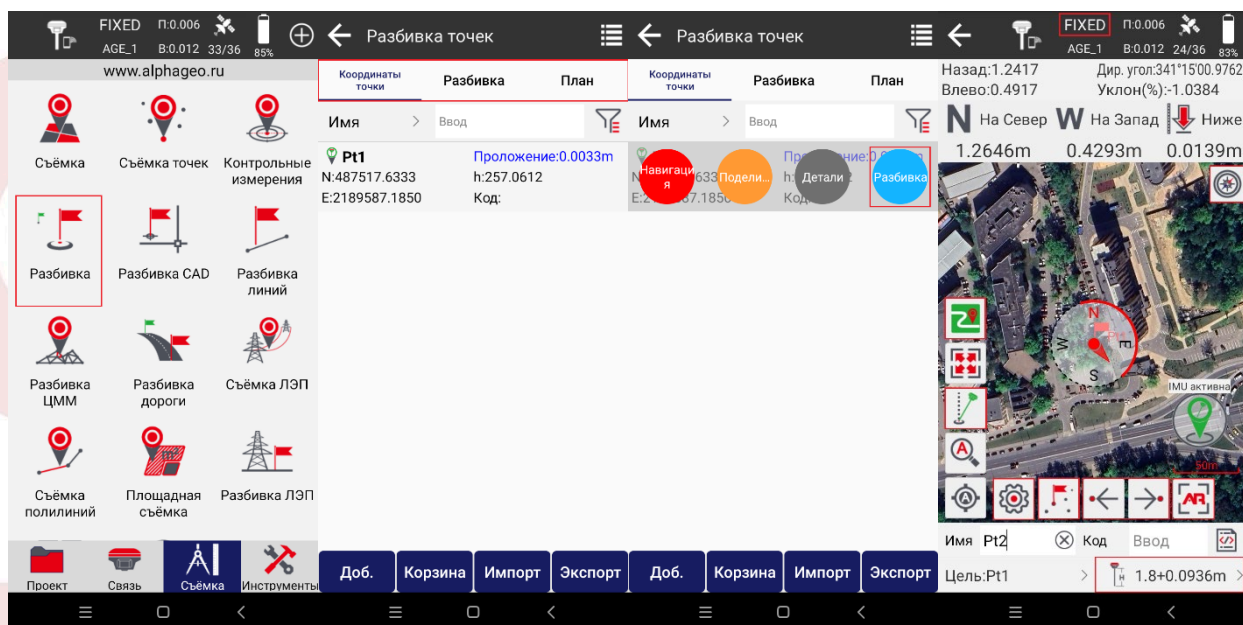 FIXED П:0.006
AGE_1 В:0.012 33/36 85%
www.alphageo.ru
Съёмка
Съёмка точек
Контрольные
измерения
Разбивка
Разбивка CAD
Разбивка
линий
Разбивка
ЦММ
Разбивка
дороги
Съёмка ЛЭП
Съёмка
полилиний
Площадная
съёмка
Разбивка ЛЭП
Проект
Связь
Съёмка
Инструменты
Разбивка точек
Координаты
точки
Разбивка
План
Имя > Ввод
Pt1 Проложение:0.0033m
N:487517.6333 h:257.0612
E:2189587.1850 Код:
Доб.
Корзина
Импорт
Экспорт
Разбивка точек
Координаты
точки
Разбивка
План
Имя > Ввод
Навигаци
я
Подели...
Детали
Разбивка
Доб.
Корзина
Импорт
Экспорт
FIXED П:0.006
AGE_1 В:0.012 24/36 83%
Назад:1.2417 Дир. угол:341°15'00.9762
Влево:0.4917 Уклон(%):-1.0384
N На Север W На Запад Ниже
1.2646m 0.4293m 0.0139m
N
W
E
S
Pt1
IMU активна
50m
A
A
AR
Имя Pt2 Код Ввод
Цель:Pt1 > H 1.8+0.0936m >